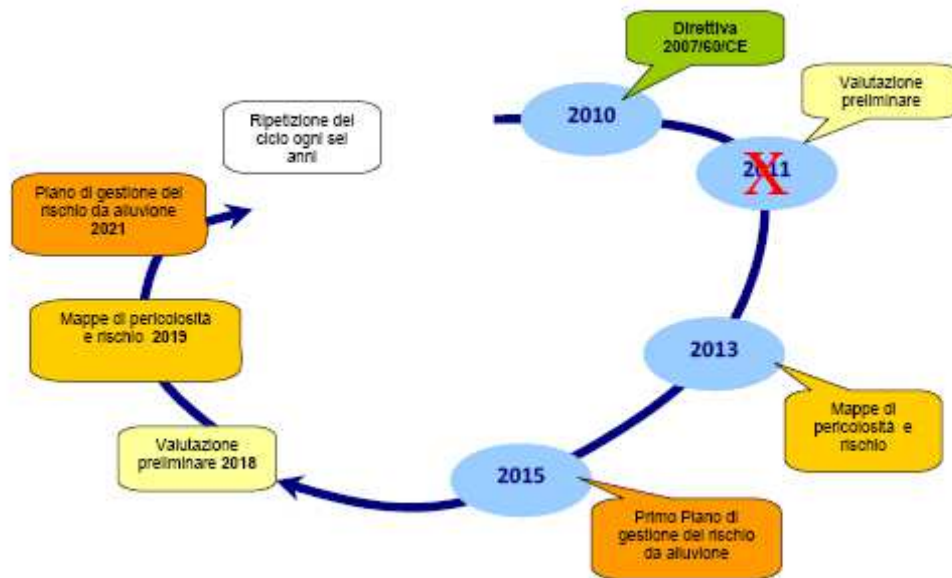 Direttiva
2007/60/CE
2010
Valutazione
preliminare
2011
X
2013
Mappe di
pericolosità e
rischio
2015
Primo Piano di
gestione del rischio
da alluvione
Valutazione
preliminare 2018
Mappe di pericolosità
e rischio 2019
Piano di gestione del
rischio da alluvione
2021
Ripetizione del
ciclo ogni sei
anni